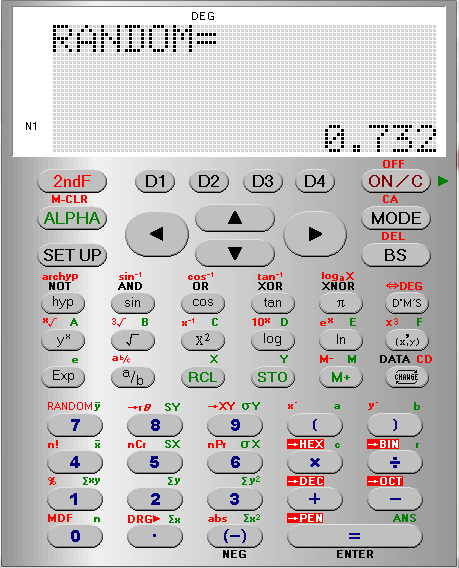 DEG
RANDOM=
N1
0.732
OFF
2ndF D1 D2 D3 D4 ON/C
M-CLR CA
ALPHA MODE
DEL
SET UP BS
archyp sin⁻¹ cos⁻¹ tan⁻¹ logₐX ⇔DEG
NOT AND OR XOR XNOR
hyp sin cos tan π D°M'S
ˣ√ A ³√ B x⁻¹ C 10ˣ D eˣ E x³ F
yˣ √ X² log ln (x,y)
e aᵇ/c X Y M- M DATA CD
Exp a/b RCL STO M+ CHANGE
RANDOM ȳ →rθ SY →XY σY x' a y' b
7 8 9 ( )
n! x̄ nCr SX nPr σX →HEX c →BIN r
4 5 6 × ÷
% Σxy Σy Σy² →DEC →OCT
1 2 3 + −
MDF n DRG► Σx abs Σx² →PEN ANS
0 · (−) =
NEG ENTER